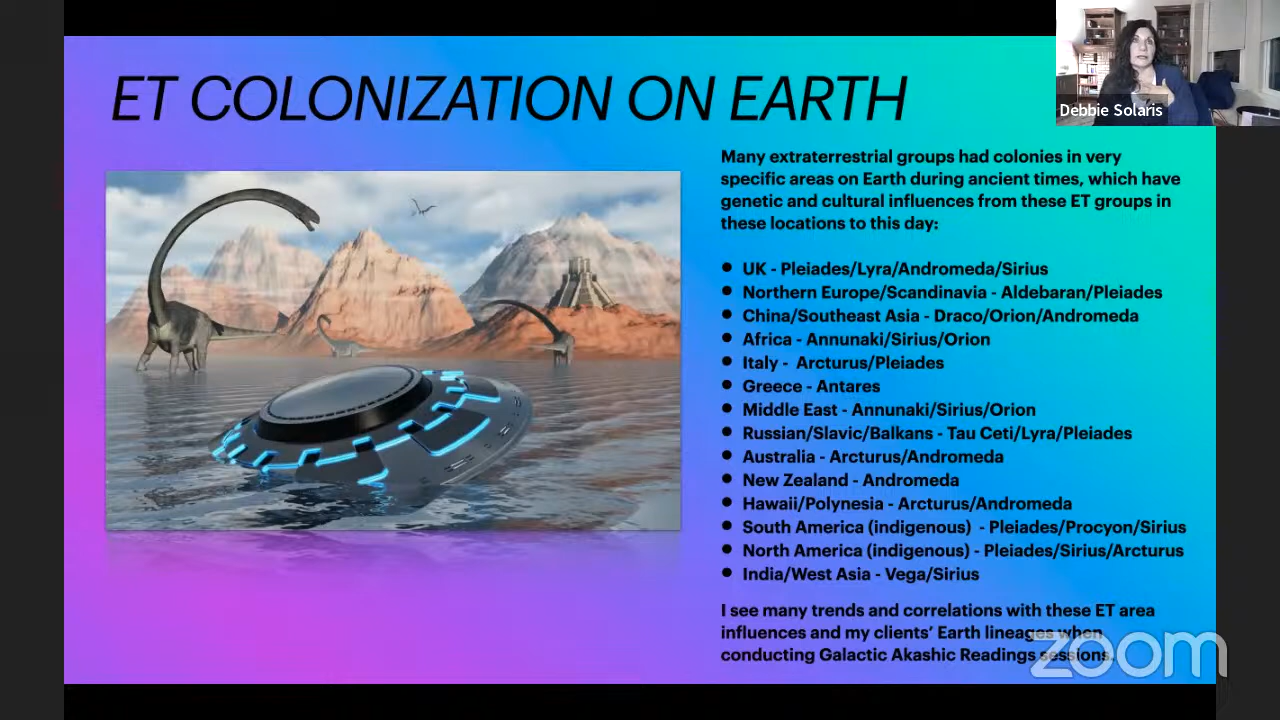 ET COLONIZATION ON EARTH
Debbie Solaris
Many extraterrestrial groups had colonies in very
specific areas on Earth during ancient times, which have
genetic and cultural influences from these ET groups in
these locations to this day:
● UK - Pleiades/Lyra/Andromeda/Sirius
● Northern Europe/Scandinavia - Aldebaran/Pleiades
● China/Southeast Asia - Draco/Orion/Andromeda
● Africa - Annunaki/Sirius/Orion
● Italy - Arcturus/Pleiades
● Greece - Antares
● Middle East - Annunaki/Sirius/Orion
● Russian/Slavic/Balkans - Tau Ceti/Lyra/Pleiades
● Australia - Arcturus/Andromeda
● New Zealand - Andromeda
● Hawaii/Polynesia - Arcturus/Andromeda
● South America (indigenous) - Pleiades/Procyon/Sirius
● North America (indigenous) - Pleiades/Sirius/Arcturus
● India/West Asia - Vega/Sirius
I see many trends and correlations with these ET area
influences and my clients’ Earth lineages when
conducting Galactic Akashic Readings sessions.
zoom